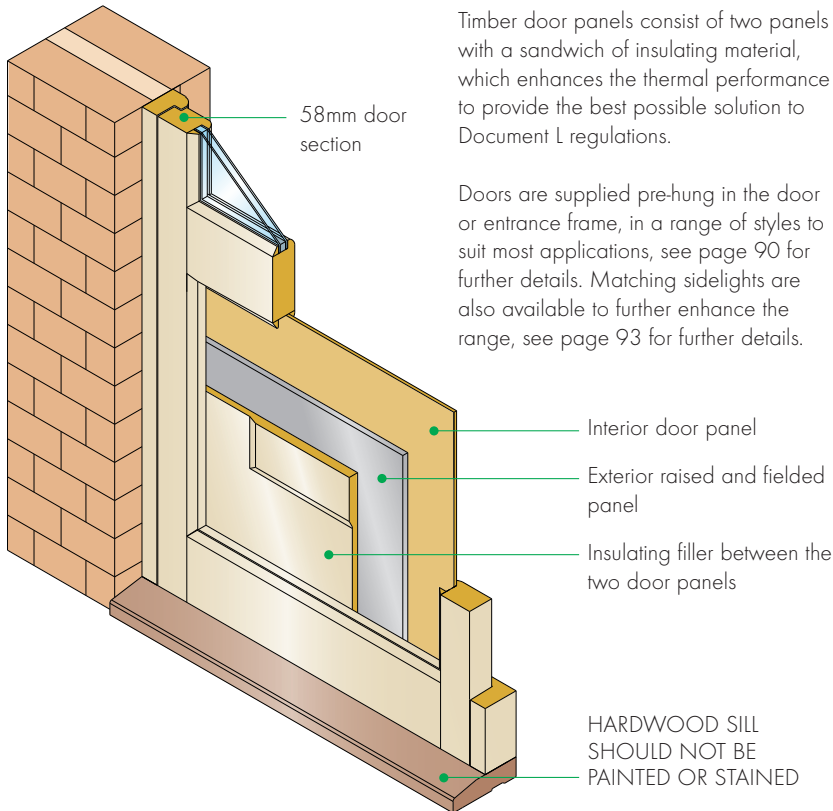 Timber door panels consist of two panels
with a sandwich of insulating material,
which enhances the thermal performance
to provide the best possible solution to
Document L regulations.
Doors are supplied pre-hung in the door
or entrance frame, in a range of styles to
suit most applications, see page 90 for
further details. Matching sidelights are
also available to further enhance the
range, see page 93 for further details.
58mm door
section
Interior door panel
Exterior raised and fielded
panel
Insulating filler between the
two door panels
HARDWOOD SILL
SHOULD NOT BE
PAINTED OR STAINED